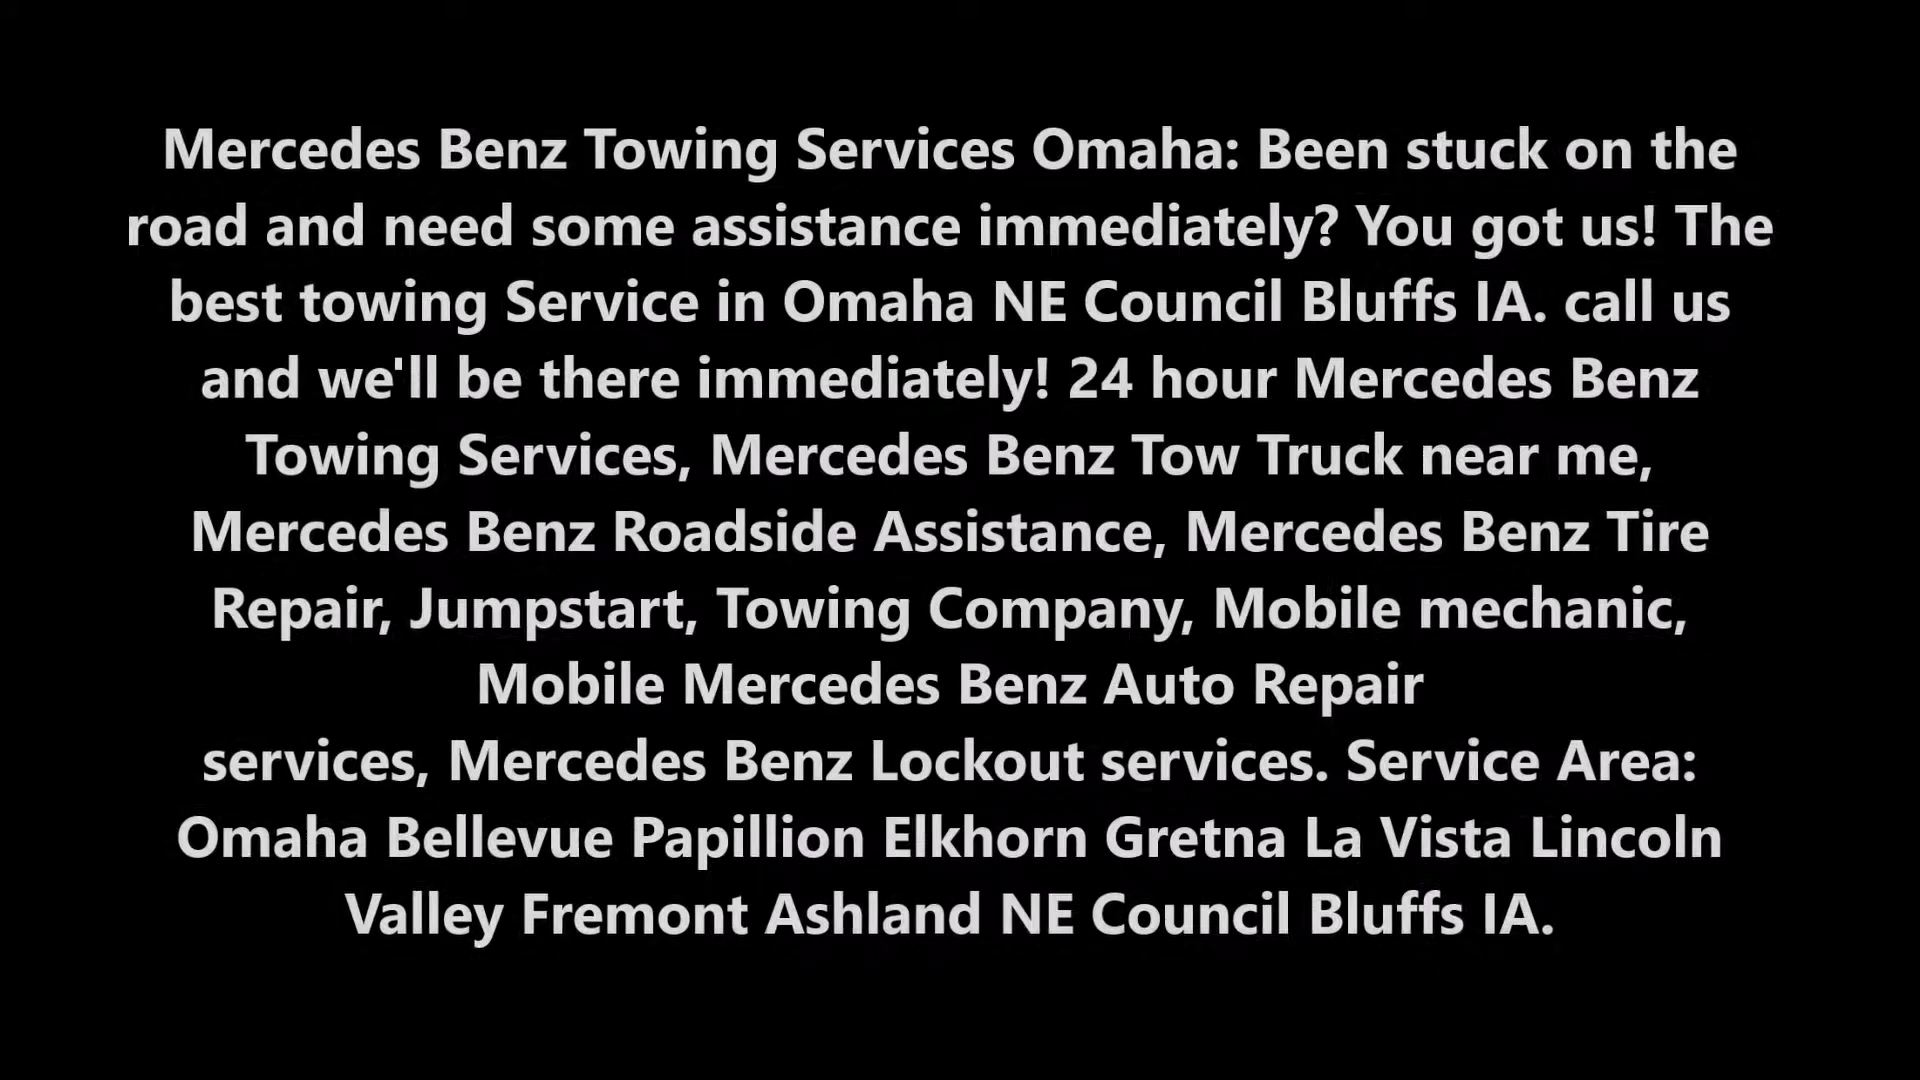 Mercedes Benz Towing Services Omaha: Been stuck on the
road and need some assistance immediately? You got us! The
best towing Service in Omaha NE Council Bluffs IA. call us
and we'll be there immediately! 24 hour Mercedes Benz
Towing Services, Mercedes Benz Tow Truck near me,
Mercedes Benz Roadside Assistance, Mercedes Benz Tire
Repair, Jumpstart, Towing Company, Mobile mechanic,
Mobile Mercedes Benz Auto Repair
services, Mercedes Benz Lockout services. Service Area:
Omaha Bellevue Papillion Elkhorn Gretna La Vista Lincoln
Valley Fremont Ashland NE Council Bluffs IA.